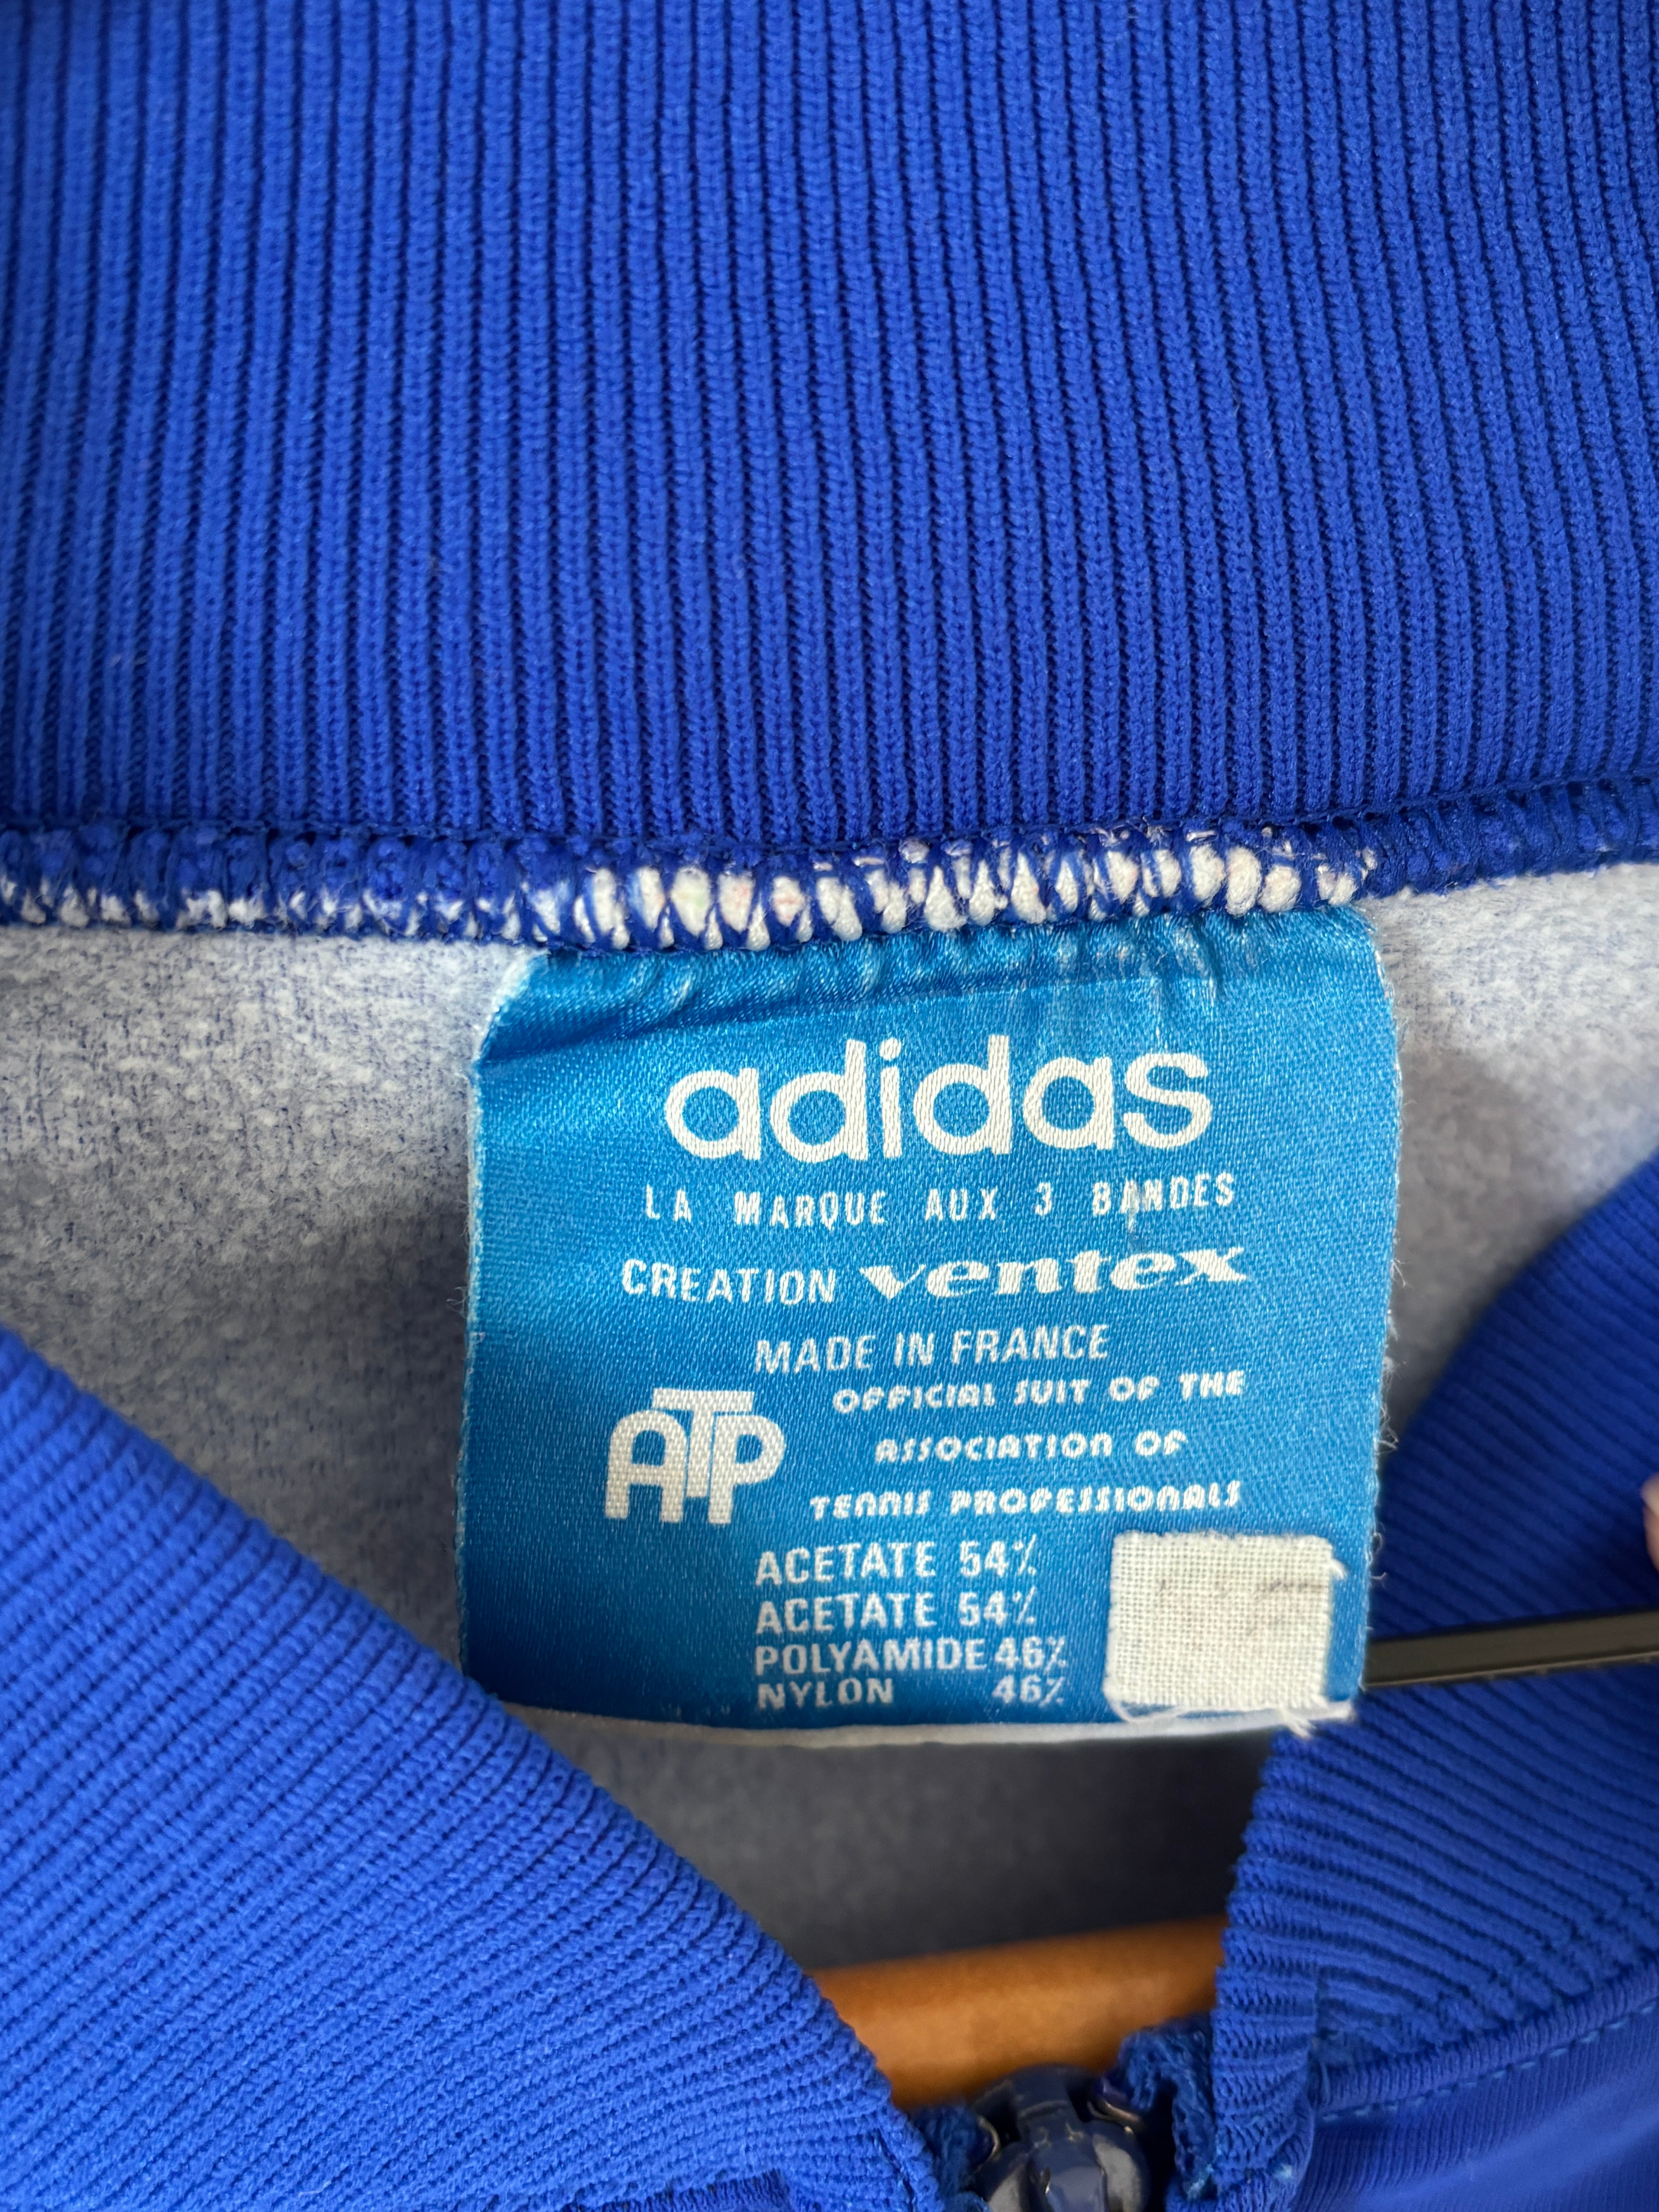 adidas
LA MARQUE AUX 3 BANDES
CREATION ventex
MADE IN FRANCE
ATP
OFFICIAL SUIT OF THE
ASSOCIATION OF
TENNIS PROFESSIONALS
ACETATE 54%
ACETATE 54%
POLYAMIDE 46%
NYLON 46%